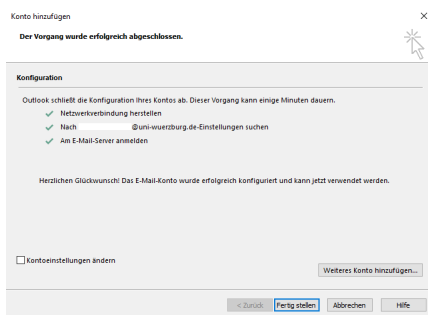 Konto hinzufügen
Der Vorgang wurde erfolgreich abgeschlossen.
Konfiguration
Outlook schließt die Konfiguration Ihres Kontos ab. Dieser Vorgang kann einige Minuten dauern.
Netzwerkverbindung herstellen
Nach @uni-wuerzburg.de-Einstellungen suchen
Am E-Mail-Server anmelden
Herzlichen Glückwunsch! Das E-Mail-Konto wurde erfolgreich konfiguriert und kann jetzt verwendet werden.
Kontoeinstellungen ändern
Weiteres Konto hinzufügen...
< Zurück Fertig stellen Abbrechen Hilfe